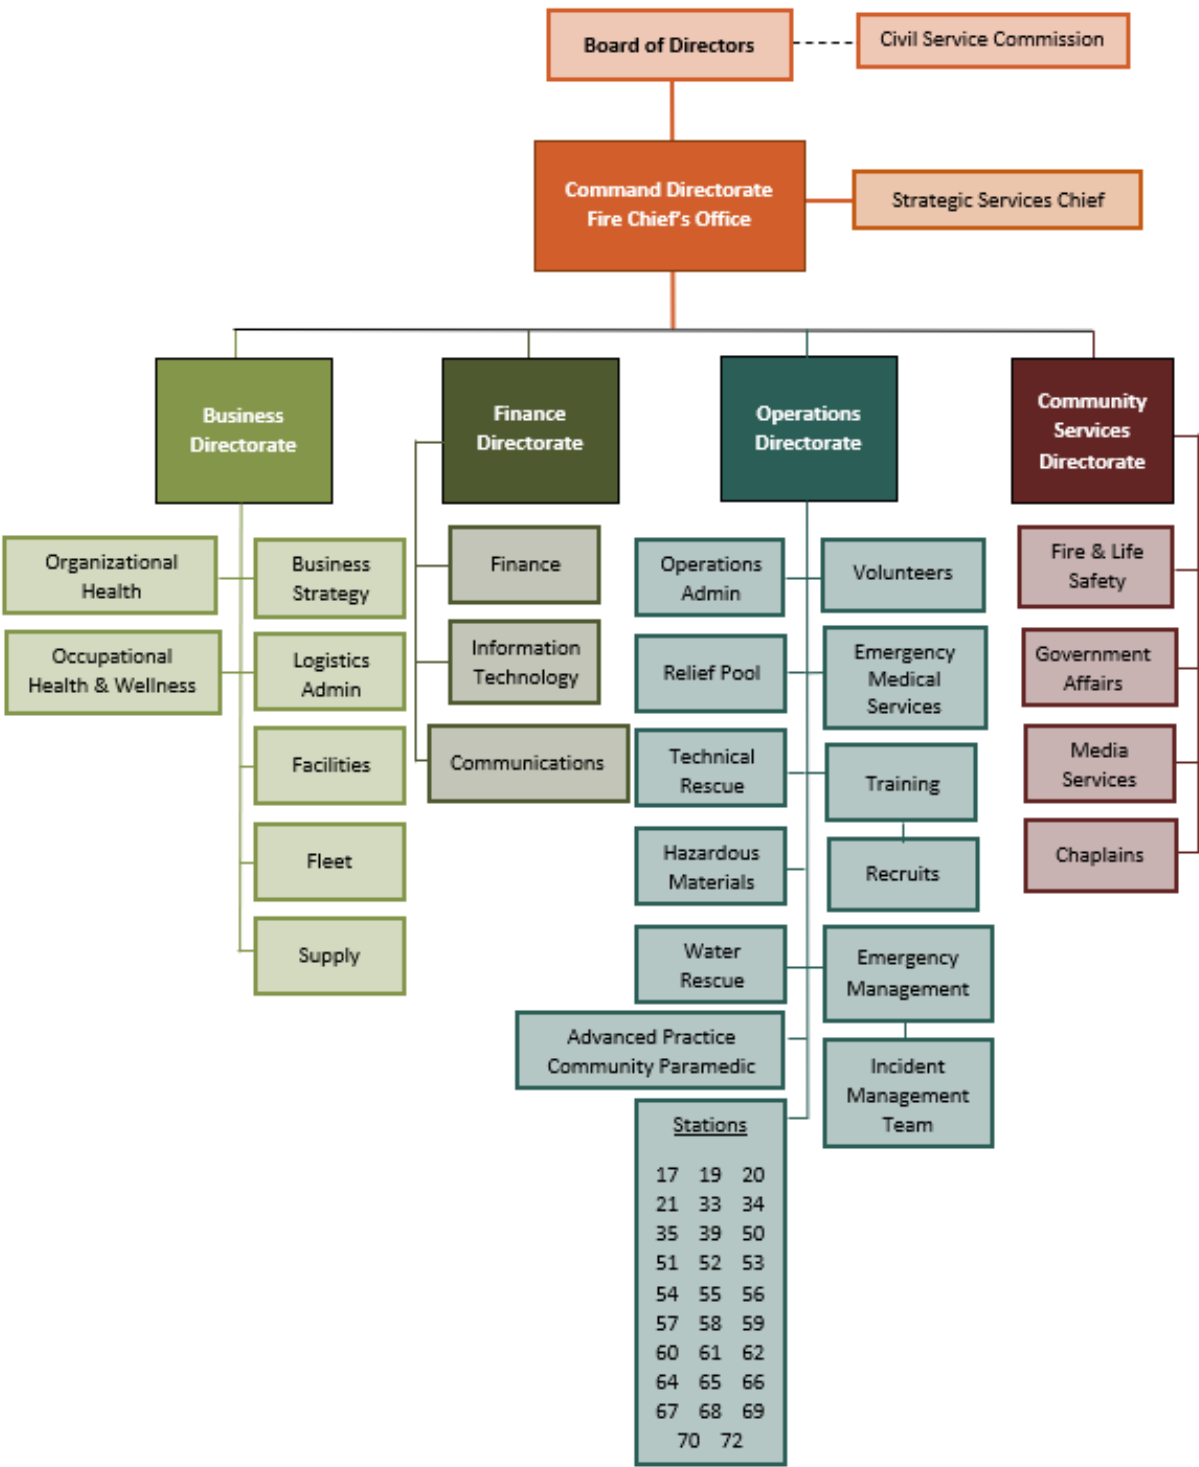 Board of Directors
Civil Service Commission
Command Directorate
Fire Chief's Office
Strategic Services Chief
Business
Directorate
Finance
Directorate
Operations
Directorate
Community
Services
Directorate
Organizational
Health
Occupational
Health & Wellness
Business
Strategy
Logistics
Admin
Facilities
Fleet
Supply
Finance
Information
Technology
Communications
Operations
Admin
Relief Pool
Technical
Rescue
Hazardous
Materials
Water
Rescue
Advanced Practice
Community Paramedic
Stations
17 19 20
21 33 34
35 39 50
51 52 53
54 55 56
57 58 59
60 61 62
64 65 66
67 68 69
70 72
Volunteers
Emergency
Medical
Services
Training
Recruits
Emergency
Management
Incident
Management
Team
Fire & Life
Safety
Government
Affairs
Media
Services
Chaplains